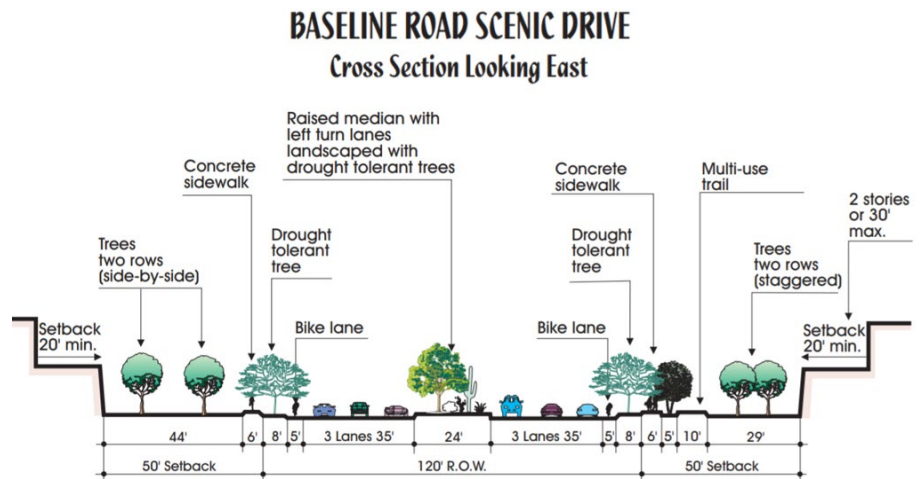 BASELINE ROAD SCENIC DRIVE
Cross Section Looking East
Raised median with
left turn lanes
landscaped with
drought tolerant trees
Concrete
sidewalk
Concrete
sidewalk
Multi-use
trail
2 stories
or 30'
max.
Trees
two rows
(side-by-side)
Drought
tolerant
tree
Drought
tolerant
tree
Trees
two rows
(staggered)
Setback
20' min.
Bike lane
Bike lane
Setback
20' min.
44' 6' 8' 5' 3 Lanes 35' 24' 3 Lanes 35' 5' 8' 6' 5' 10' 29'
50' Setback 120' R.O.W. 50' Setback